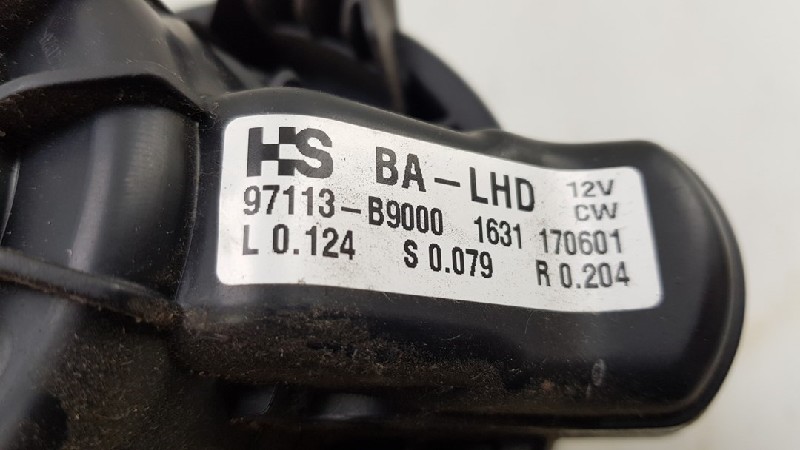 HS BA-LHD 12V
CW
97113-B9000 1631 170601
L 0.124 S 0.079 R 0.204